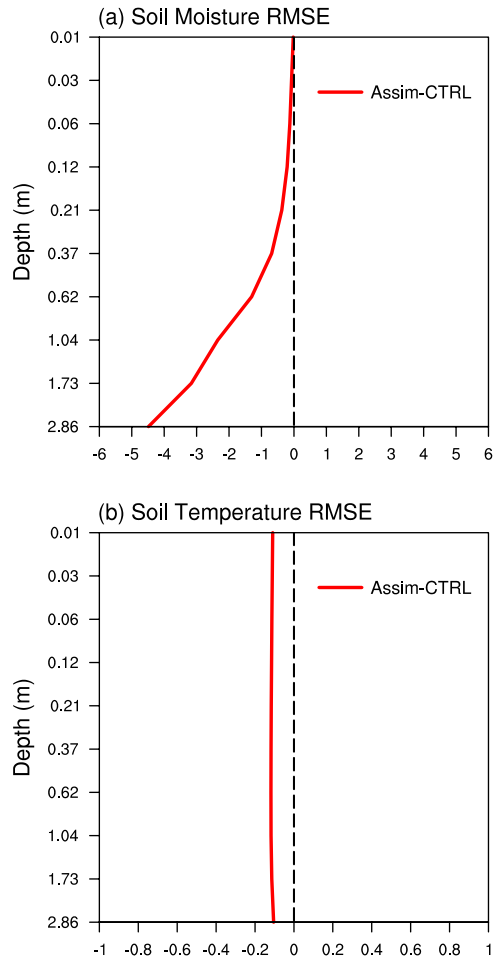 (a) Soil Moisture RMSE
0.01
0.03
0.06
0.12
0.21
0.37
0.62
1.04
1.73
2.86
Depth (m)
Assim-CTRL
-6 -5 -4 -3 -2 -1 0 1 2 3 4 5 6
(b) Soil Temperature RMSE
0.01
0.03
0.06
0.12
0.21
0.37
0.62
1.04
1.73
2.86
Depth (m)
Assim-CTRL
-1 -0.8 -0.6 -0.4 -0.2 0 0.2 0.4 0.6 0.8 1